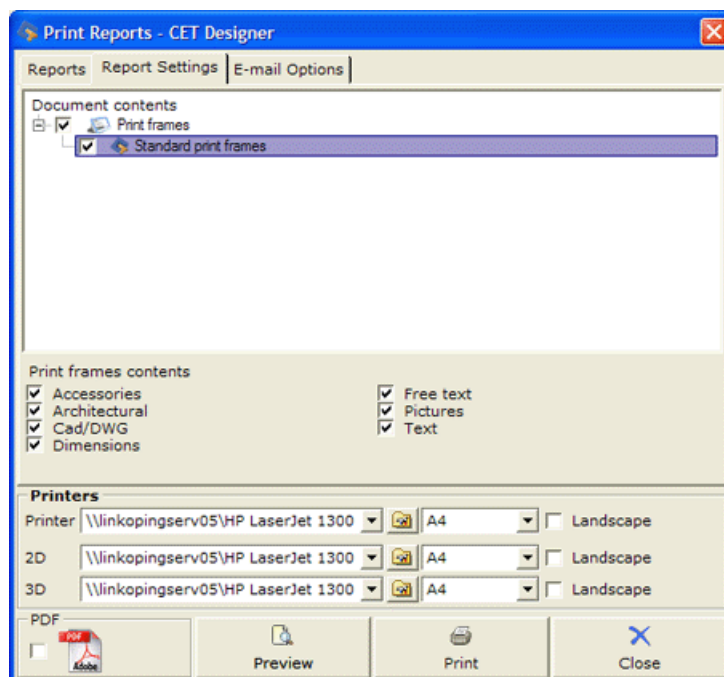 Print Reports - CET Designer
Reports Report Settings E-mail Options
Document contents
Print frames
Standard print frames
Print frames contents
Accessories Free text
Architectural Pictures
Cad/DWG Text
Dimensions
Printers
Printer \\linkopingserv05\HP LaserJet 1300 A4 Landscape
2D \\linkopingserv05\HP LaserJet 1300 A4 Landscape
3D \\linkopingserv05\HP LaserJet 1300 A4 Landscape
PDF
PDF
Adobe
Preview Print Close